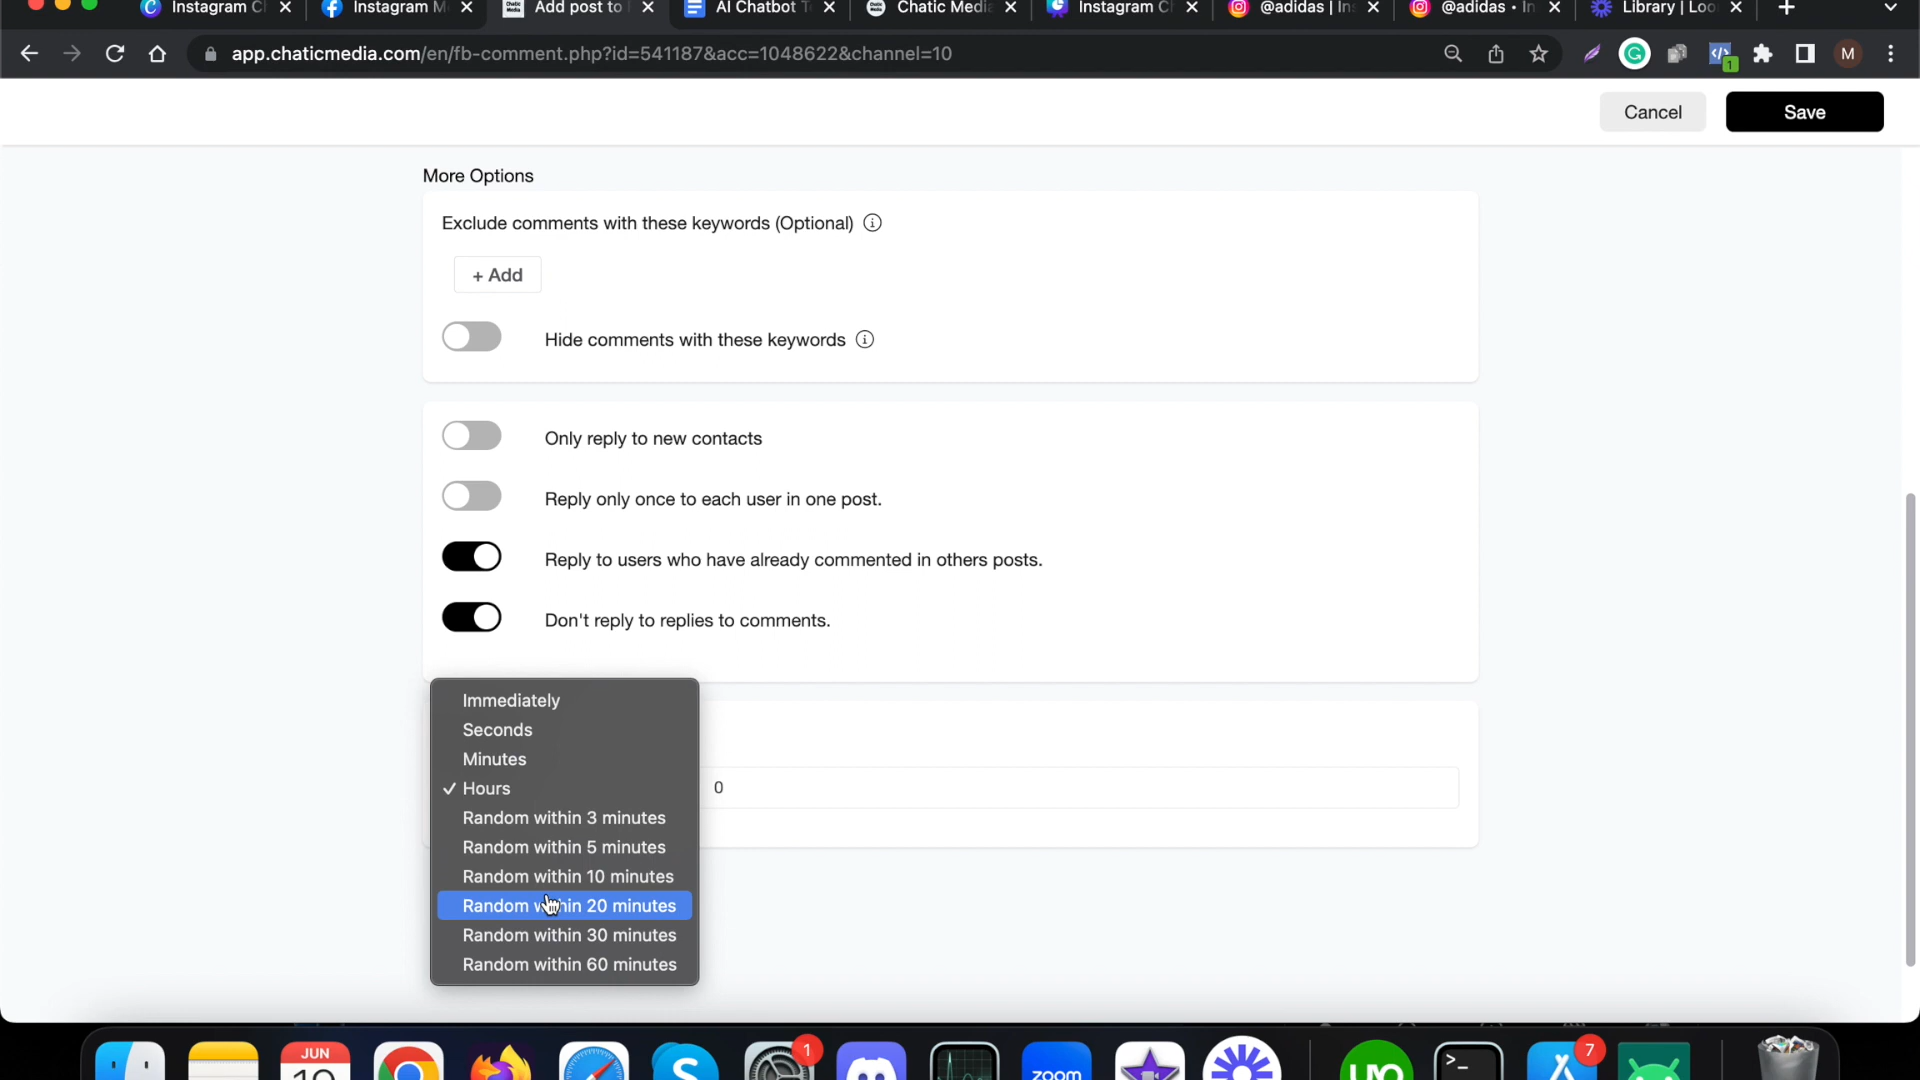 Instagram C
Instagram M
Add post to
AI Chatbot T
Chatic Media
Instagram C
@adidas | Ins
@adidas • In
Library | Loo
app.chaticmedia.com/en/fb-comment.php?id=541187&acc=1048622&channel=10
M
1
Cancel
Save
More Options
Exclude comments with these keywords (Optional)
+ Add
Hide comments with these keywords
Only reply to new contacts
Reply only once to each user in one post.
Reply to users who have already commented in others posts.
Don't reply to replies to comments.
Immediately
Seconds
Minutes
✓ Hours
0
Random within 3 minutes
Random within 5 minutes
Random within 10 minutes
Random within 20 minutes
Random within 30 minutes
Random within 60 minutes
JUN
1
zoom
7